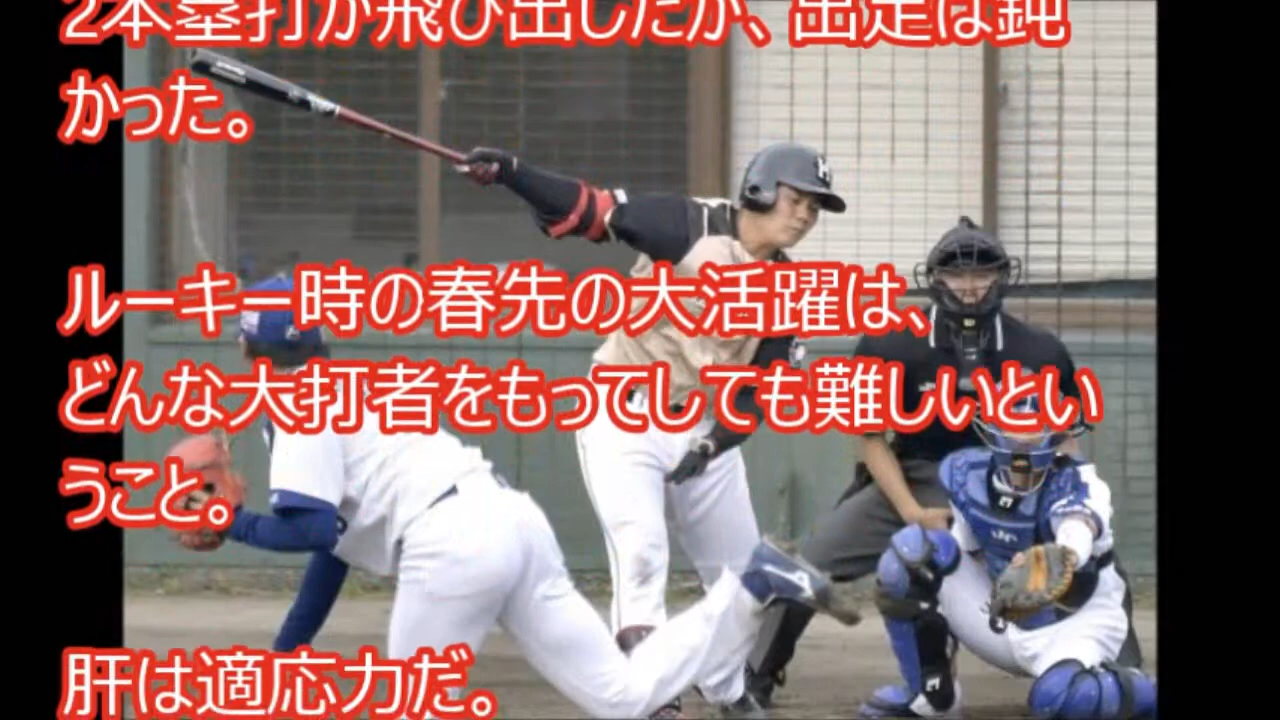 2本塁打が飛び出したが、出足は鈍
かった。
ルーキー時の春先の大活躍は、
どんな大打者をもってしても難しいとい
うこと。
肝は適応力だ。